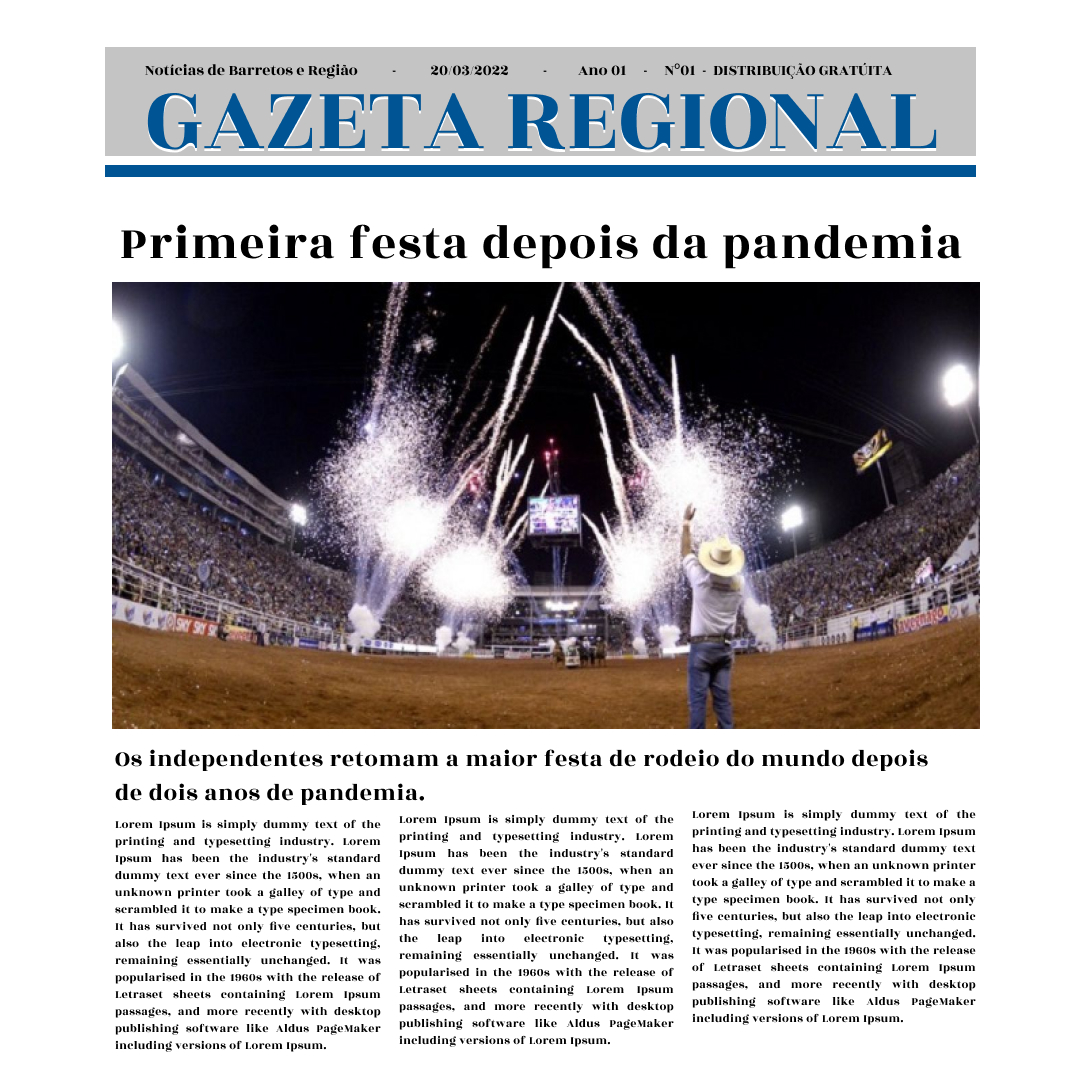 Notícias de Barretos e Região - 20/03/2022 - Ano 01 - N°01 - DISTRIBUIÇÃO GRATÚITA
GAZETA REGIONAL
Primeira festa depois da pandemia
SKY SKY S
Os independentes retomam a maior festa de rodeio do mundo depois
de dois anos de pandemia.
Lorem Ipsum is simply dummy text of the
printing and typesetting industry. Lorem
Ipsum has been the industry's standard
dummy text ever since the 1500s, when an
unknown printer took a galley of type and
scrambled it to make a type specimen book.
It has survived not only five centuries, but
also the leap into electronic typesetting,
remaining essentially unchanged. It was
popularised in the 1960s with the release of
Letraset sheets containing Lorem Ipsum
passages, and more recently with desktop
publishing software like Aldus PageMaker
including versions of Lorem Ipsum.
Lorem Ipsum is simply dummy text of the
printing and typesetting industry. Lorem
Ipsum has been the industry's standard
dummy text ever since the 1500s, when an
unknown printer took a galley of type and
scrambled it to make a type specimen book. It
has survived not only five centuries, but also
the leap into electronic typesetting,
remaining essentially unchanged. It was
popularised in the 1960s with the release of
Letraset sheets containing Lorem Ipsum
passages, and more recently with desktop
publishing software like Aldus PageMaker
including versions of Lorem Ipsum.
Lorem Ipsum is simply dummy text of the
printing and typesetting industry. Lorem Ipsum
has been the industry's standard dummy text
ever since the 1500s, when an unknown printer
took a galley of type and scrambled it to make a
type specimen book. It has survived not only
five centuries, but also the leap into electronic
typesetting, remaining essentially unchanged.
It was popularised in the 1960s with the release
of Letraset sheets containing Lorem Ipsum
passages, and more recently with desktop
publishing software like Aldus PageMaker
including versions of Lorem Ipsum.